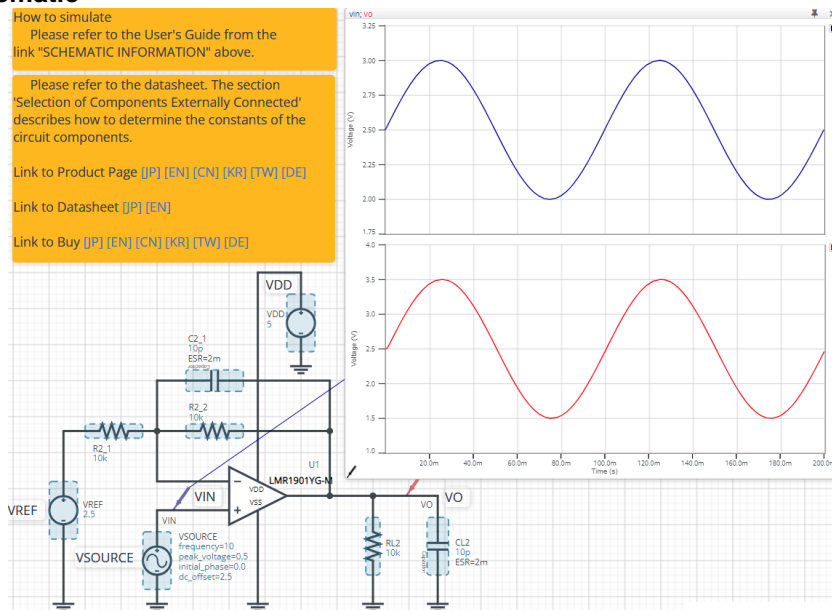 How to simulate
Please refer to the User's Guide from the
link "SCHEMATIC INFORMATION" above.
Please refer to the datasheet. The section
'Selection of Components Externally Connected'
describes how to determine the constants of the
circuit components.
Link to Product Page [JP] [EN] [CN] [KR] [TW] [DE]
Link to Datasheet [JP] [EN]
Link to Buy [JP] [EN] [CN] [KR] [TW] [DE]
vin; vo
3.25
3.00
2.75
2.50
2.25
2.00
1.75
Voltage (V)
4.0
3.5
3.0
2.5
2.0
1.5
1.0
Voltage (V)
20.0m 40.0m 60.0m 80.0m 100.0m 120.0m 140.0m 160.0m 180.0m 200.0
Time (s)
VDD
VDD
5
C2_1
10p
ESR=2m
R2_2
10k
R2_1
10k
U1
LMR1901YG-M
VDD
VSS
VIN
VIN
VREF
VREF
2.5
VSOURCE
VSOURCE
frequency=10
peak_voltage=0.5
initial_phase=0.0
dc_offset=2.5
VO
VO
RL2
10k
CL2
10p
ESR=2m